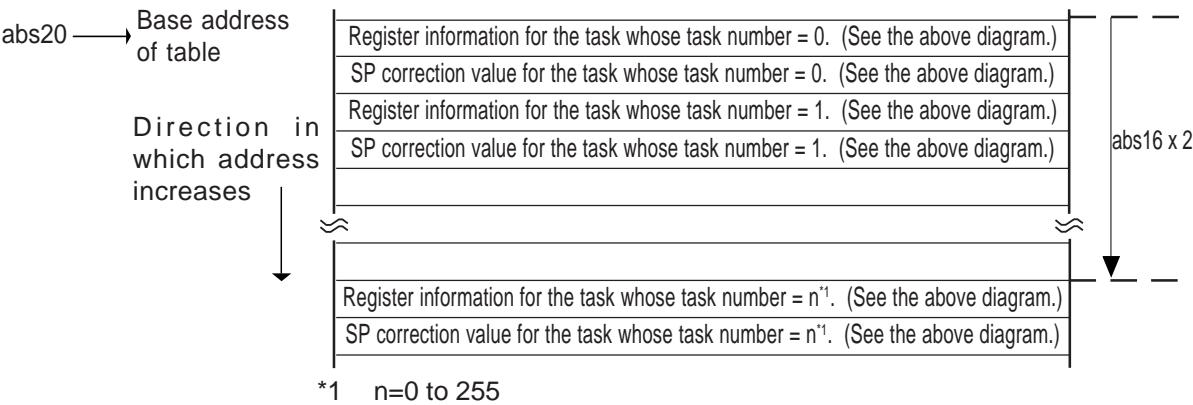 abs20
Base address
of table
Register information for the task whose task number = 0. (See the above diagram.)
SP correction value for the task whose task number = 0. (See the above diagram.)
Register information for the task whose task number = 1. (See the above diagram.)
SP correction value for the task whose task number = 1. (See the above diagram.)
Direction in
which address
increases
abs16 x 2
Register information for the task whose task number = n*1. (See the above diagram.)
SP correction value for the task whose task number = n*1. (See the above diagram.)
*1 n=0 to 255